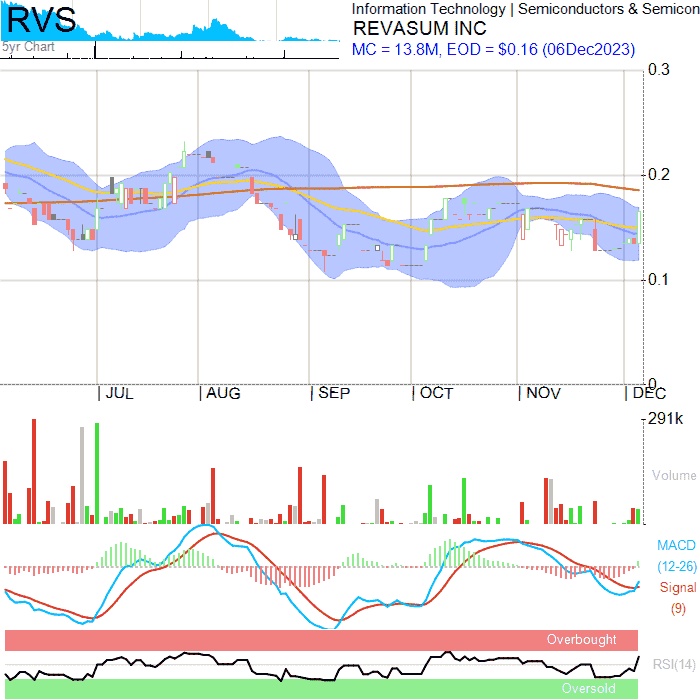 RVS
5yr Chart
Information Technology | Semiconductors & Semicon
REVASUM INC
MC = 13.8M, EOD = $0.16 (06Dec2023)
0.3
0.2
0.1
0
| JUL | AUG | SEP | OCT | NOV | DEC
291k
Volume
MACD
(12-26)
Signal
(9)
Overbought
RSI(14)
Oversold